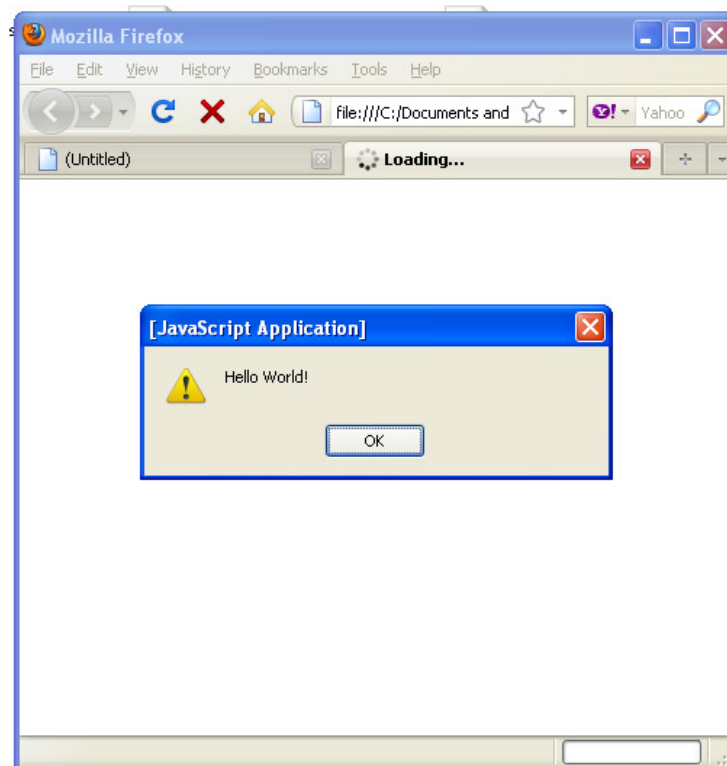 Mozilla Firefox
File Edit View History Bookmarks Tools Help
file:///C:/Documents and
Y! Yahoo
(Untitled) Loading...
[JavaScript Application]
Hello World!
OK